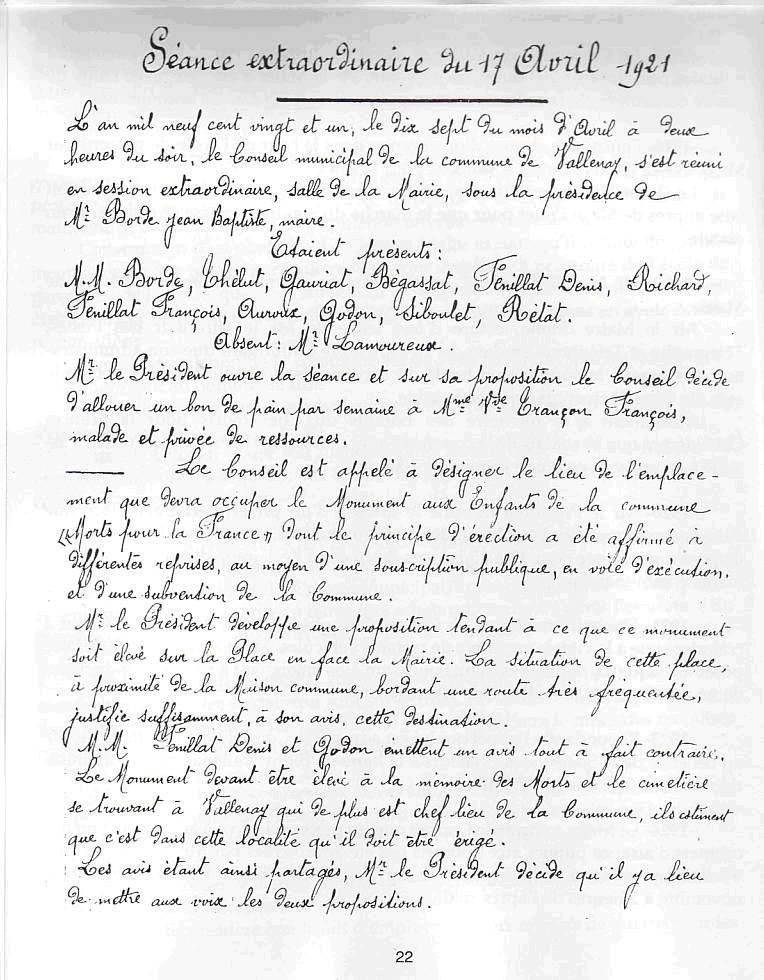 Séance extraordinaire du 17 Avril 1921
L'an mil neuf cent vingt et un, le dix sept du mois d'Avril à deux
heures du soir, le Conseil municipal de la commune de Vallenay, s'est réuni
en session extraordinaire, salle de la Mairie, sous la présidence de
Mr Borde Jean Baptiste, maire.
Etaient présents :
M.M. Borde, Thélut, Gauriat, Bégassat, Fénillat Denis, Richard,
Fénillat François, Auroux, Godon, Siboulet, Rétat.
Absent : Mr Lamoureux.
Mr le Président ouvre la séance et sur sa proposition le Conseil décide
d'allouer un bon de pain par semaine à Mme Vve Trançon François,
malade et privée de ressources.
Le Conseil est appelé à désigner le lieu de l'emplace-
ment que devra occuper le Monument aux Enfants de la commune
"Morts pour la France" dont le principe d'érection a été affirmé à
différentes reprises, au moyen d'une souscription publique, en voie d'exécution,
et d'une subvention de la Commune.
Mr le Président développe une proposition tendant à ce que ce monument
soit élevé sur la Place en face la Mairie. La situation de cette place,
à proximité de la Maison commune, bordant une route très fréquentée,
justifie suffisamment, à son avis, cette destination.
M.M. Fénillat Denis et Godon émettent un avis tout à fait contraire.
Le Monument devant être élevé à la mémoire des Morts et le cimetière
se trouvant à Vallenay qui de plus est chef lieu de la Commune, ils estiment
que c'est dans cette localité qu'il doit être érigé.
Les avis étant ainsi partagés, Mr le Président décide qu'il y a lieu
de mettre aux voix les deux propositions.
22